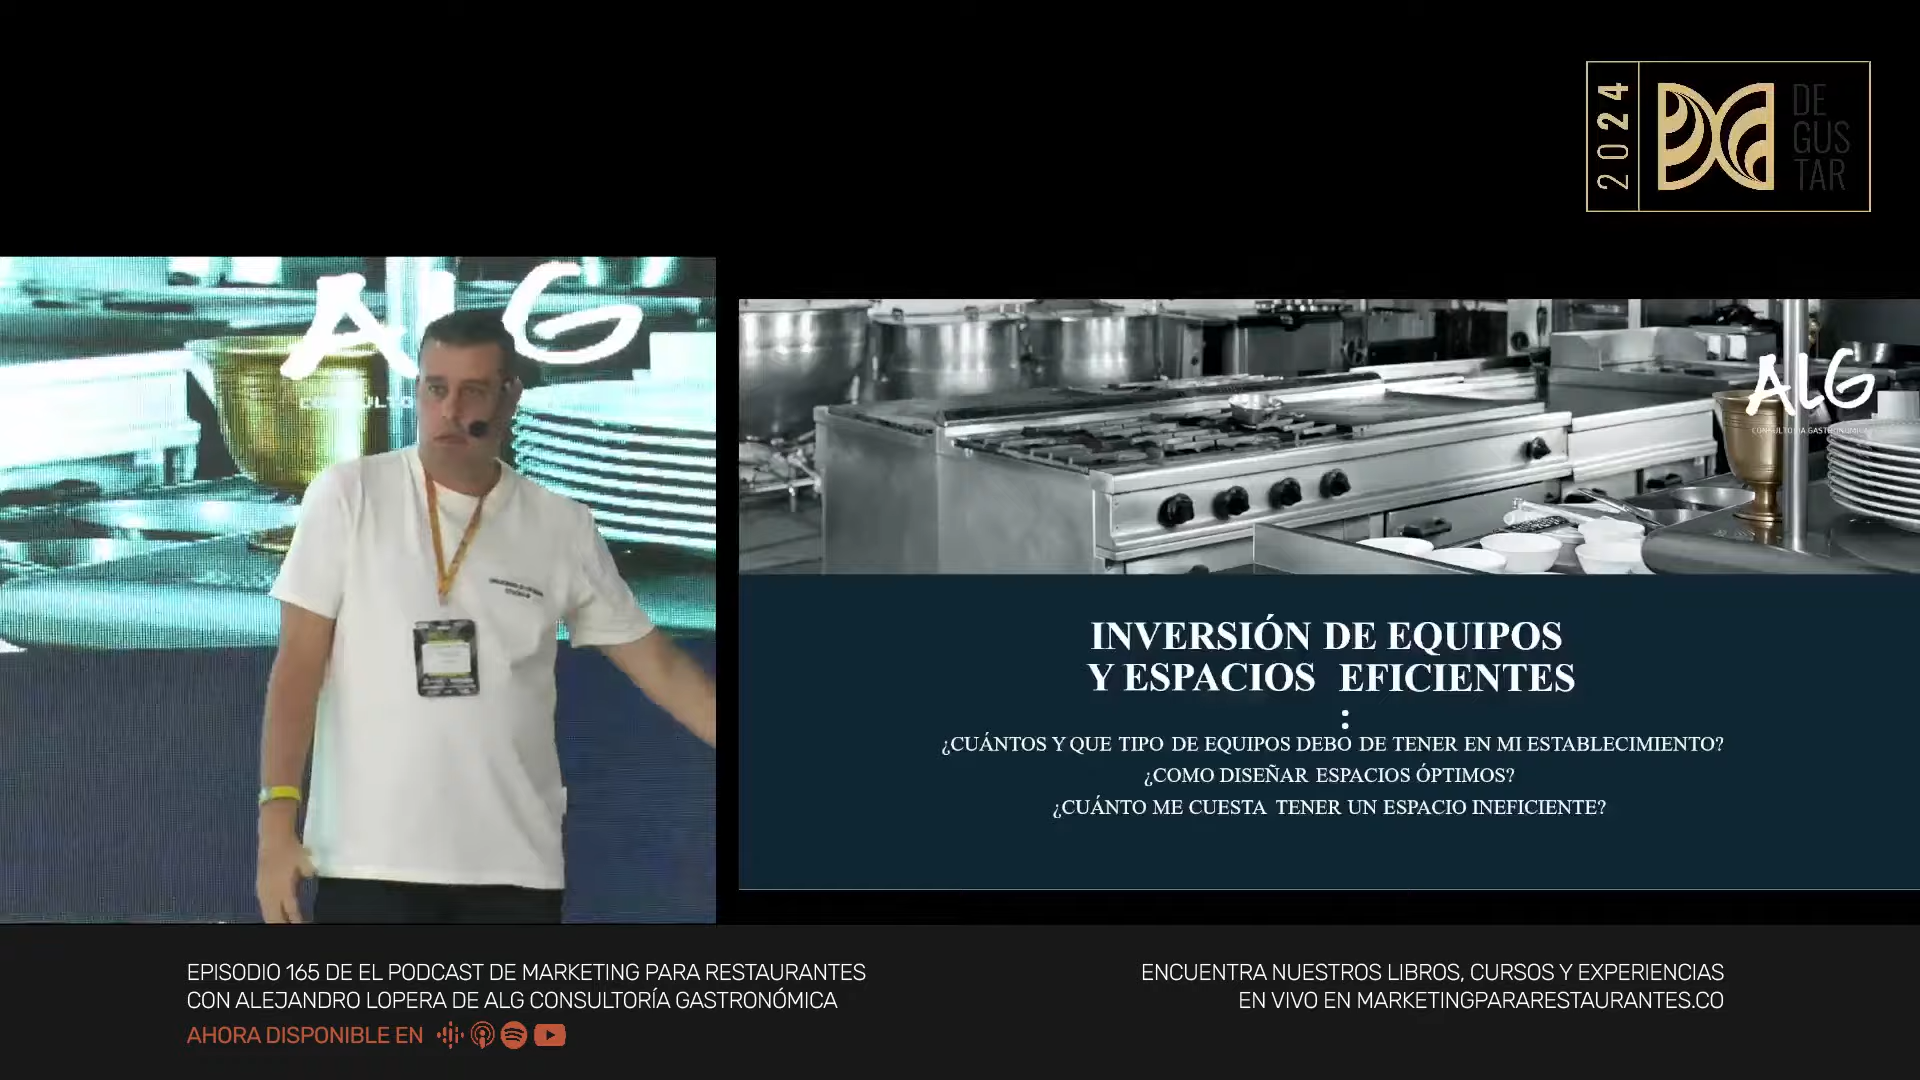 2024
DE
GUS
TAR
ALG
ALG
CONSULTORÍA GASTRONÓMICA
INVERSIÓN DE EQUIPOS
Y ESPACIOS EFICIENTES
:
¿CUÁNTOS Y QUE TIPO DE EQUIPOS DEBO DE TENER EN MI ESTABLECIMIENTO?
¿COMO DISEÑAR ESPACIOS ÓPTIMOS?
¿CUÁNTO ME CUESTA TENER UN ESPACIO INEFICIENTE?
EPISODIO 165 DE EL PODCAST DE MARKETING PARA RESTAURANTES
CON ALEJANDRO LOPERA DE ALG CONSULTORÍA GASTRONÓMICA
AHORA DISPONIBLE EN
ENCUENTRA NUESTROS LIBROS, CURSOS Y EXPERIENCIAS
EN VIVO EN MARKETINGPARARESTAURANTES.CO